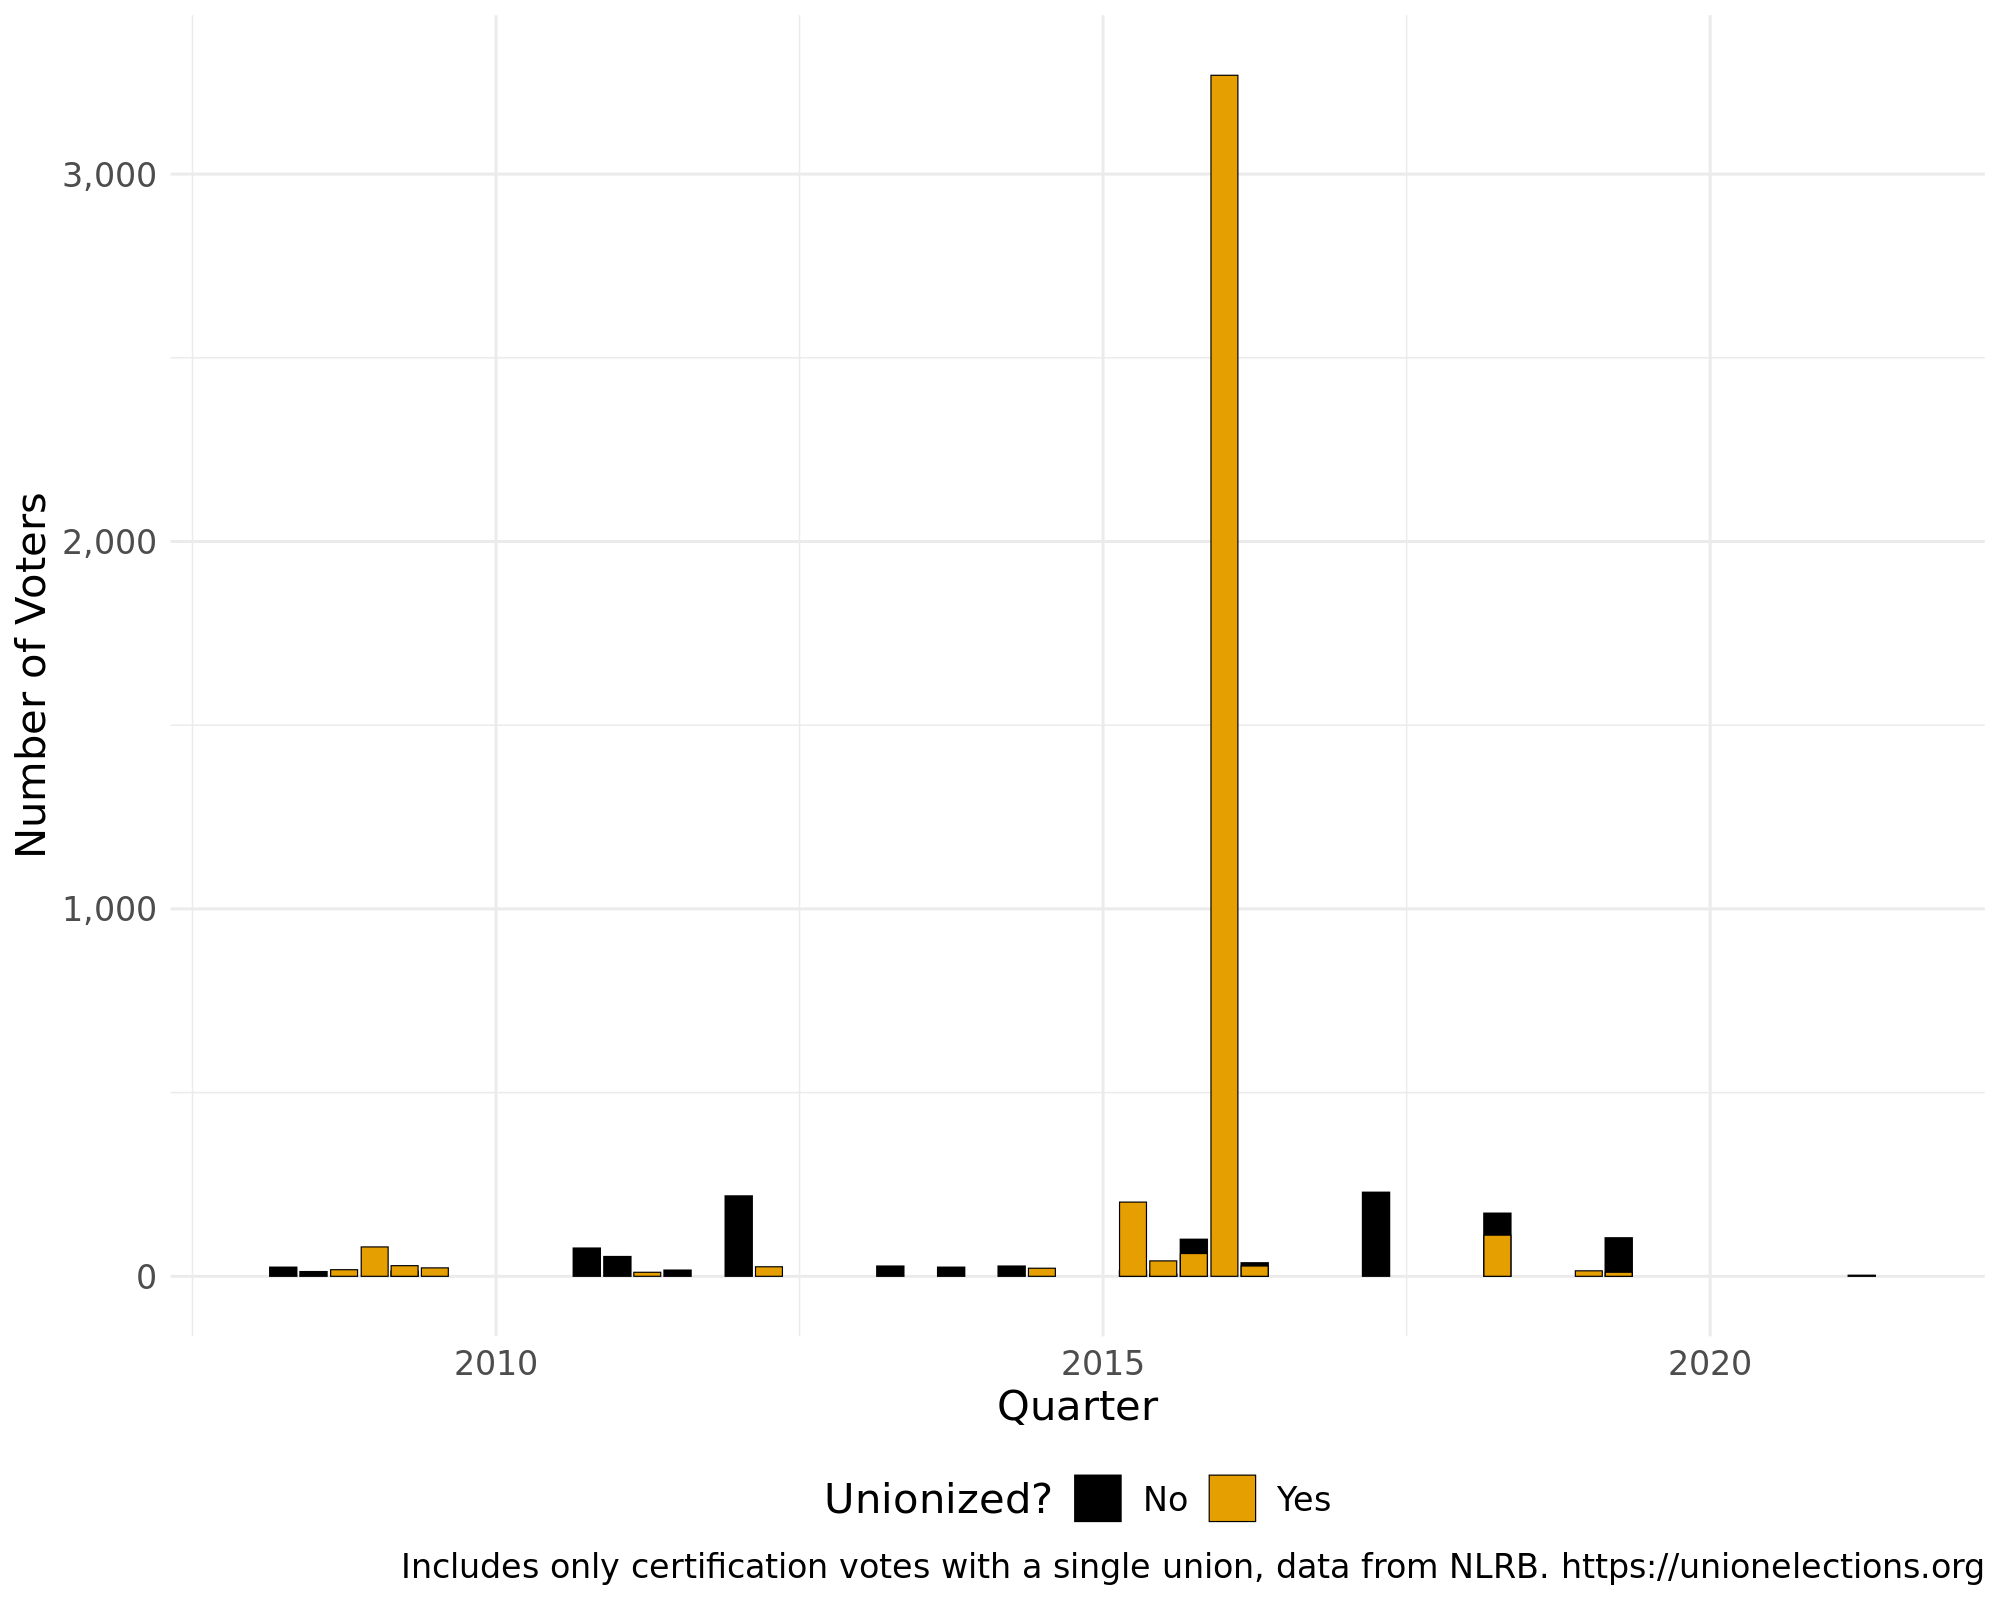 Number of Voters
3,000
2,000
1,000
0
2010 2015 2020
Quarter
Unionized? No Yes
Includes only certification votes with a single union, data from NLRB. https://unionelections.org